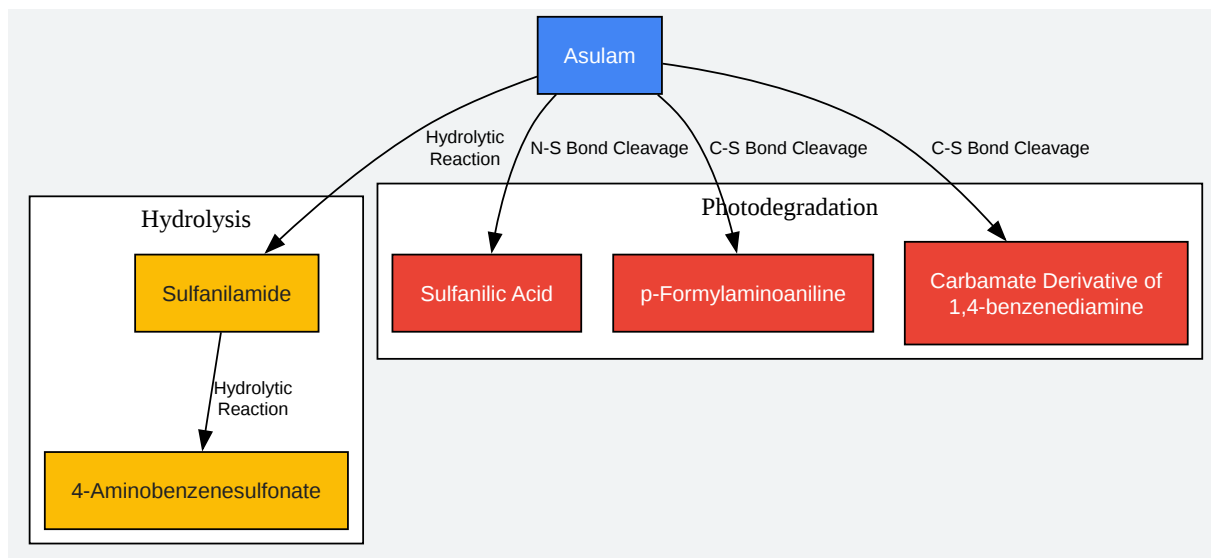 Asulam
Hydrolytic
Reaction
N-S Bond Cleavage
C-S Bond Cleavage
C-S Bond Cleavage
Hydrolysis
Photodegradation
Sulfanilamide
Sulfanilic Acid
p-Formylaminoaniline
Carbamate Derivative of
1,4-benzenediamine
Hydrolytic
Reaction
4-Aminobenzenesulfonate